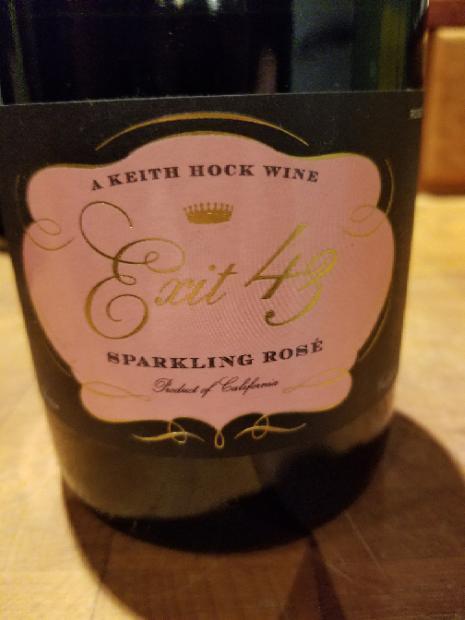 A KEITH HOCK WINE
Exit 43
SPARKLING ROSÉ
Product of California